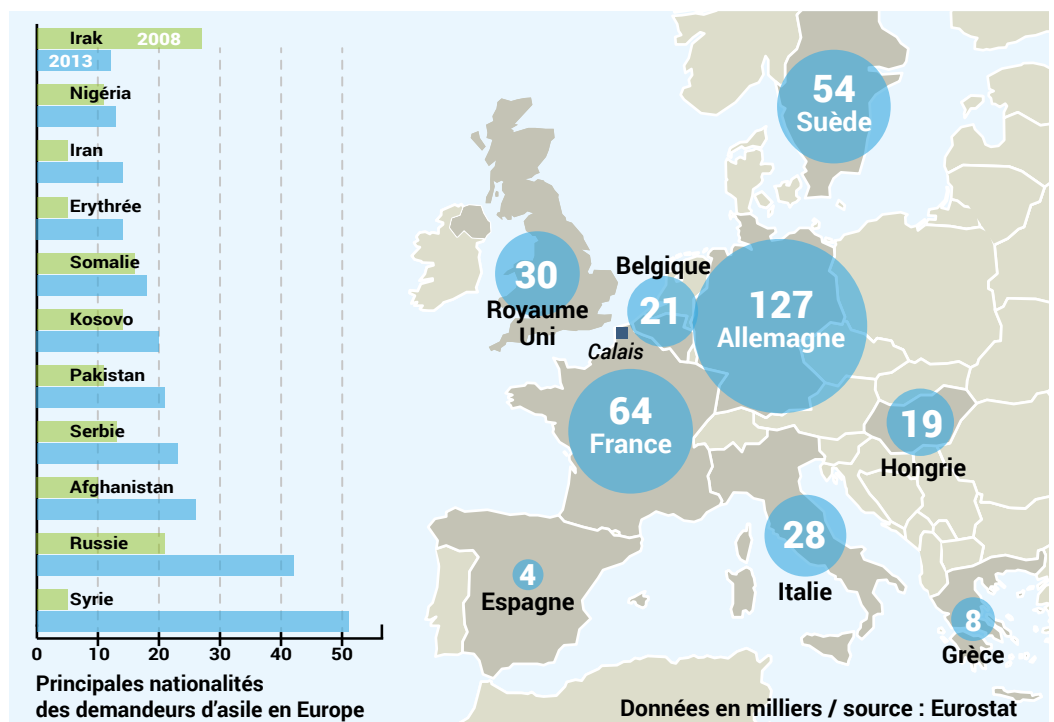 Irak
2008
2013
Nigéria
Iran
Erythrée
Somalie
Kosovo
Pakistan
Serbie
Afghanistan
Russie
Syrie
0 10 20 30 40 50
Principales nationalités
des demandeurs d'asile en Europe
54
Suède
30
Royaume
Uni
Belgique
21
127
Allemagne
Calais
64
France
19
Hongrie
28
Italie
4
Espagne
8
Grèce
Données en milliers / source : Eurostat